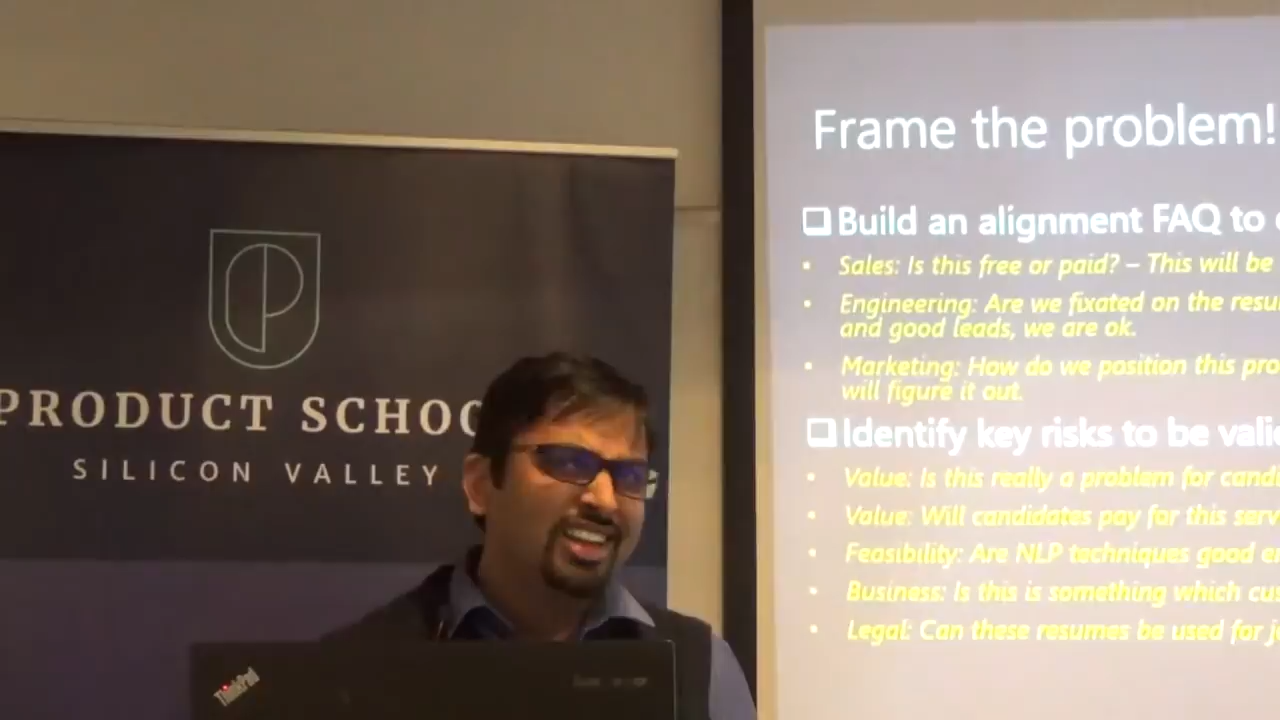 PRODUCT SCHOO
SILICON VALLEY
ThinkPad
Frame the problem!
Build an alignment FAQ to
Sales: Is this free or paid? – This will be
Engineering: Are we fixated on the resu
and good leads, we are ok.
Marketing: How do we position this pro
will figure it out.
Identify key risks to be vali
Value: Is this really a problem for candi
Value: Will candidates pay for this serv
Feasibility: Are NLP techniques good e
Business: Is this is something which cus
Legal: Can these resumes be used for j